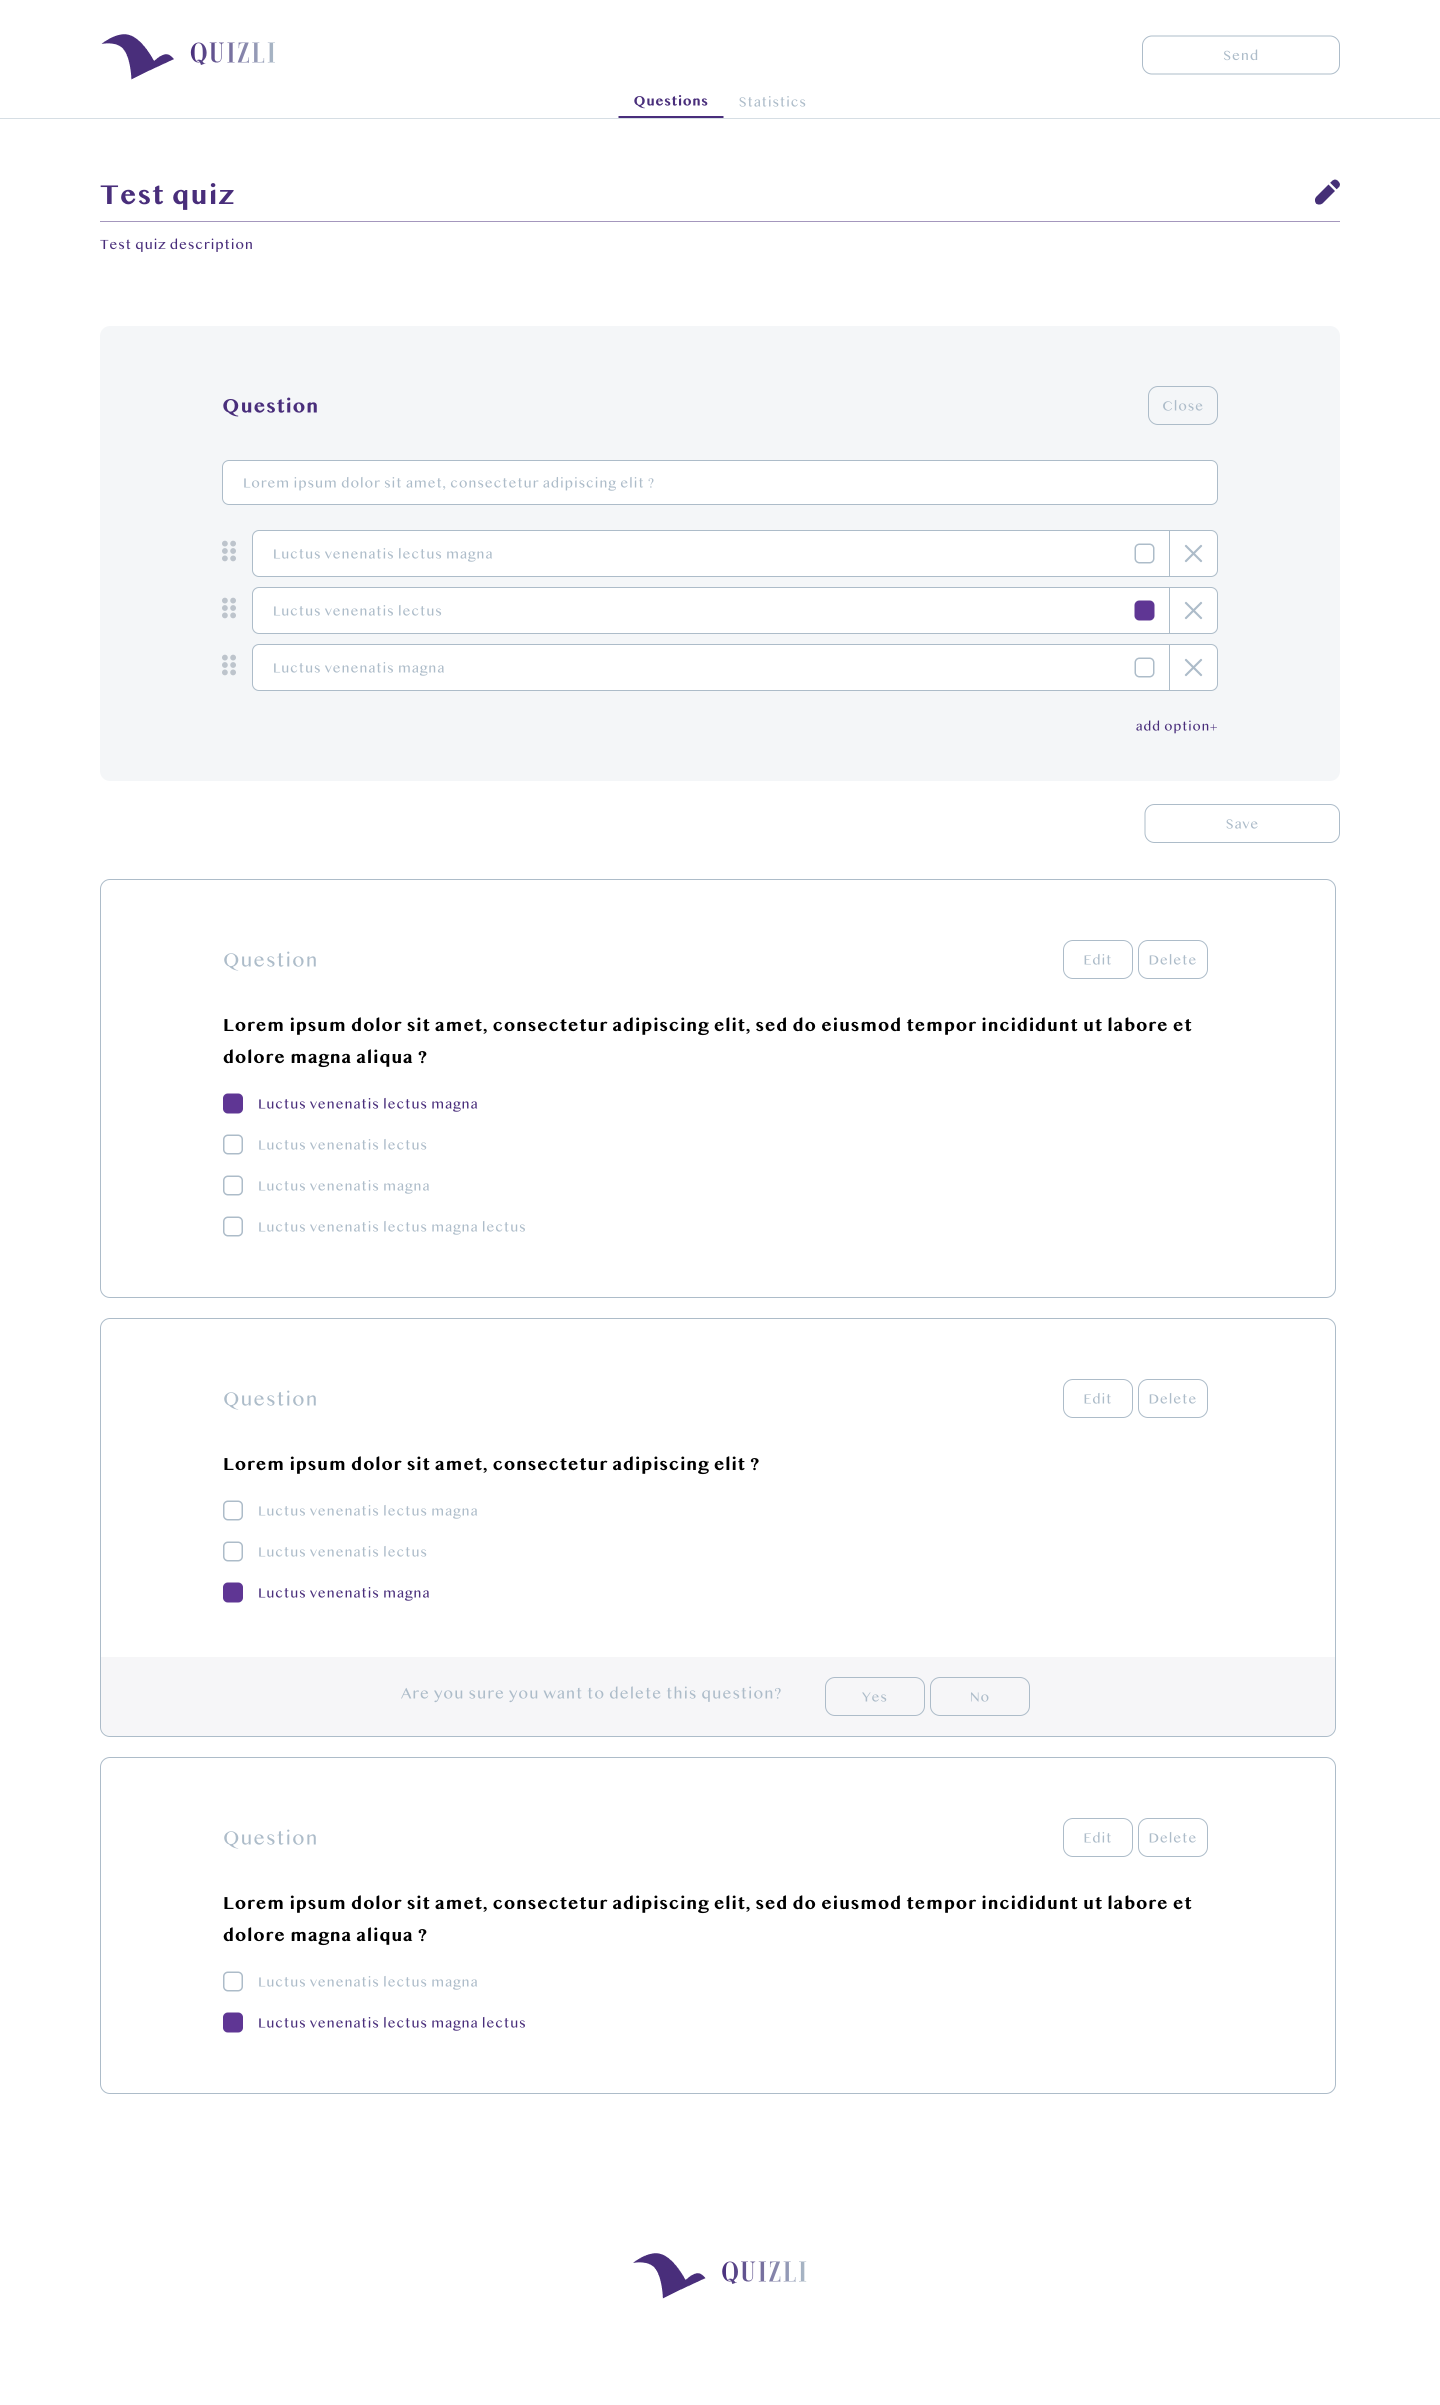 QUIZLI
Send
Questions Statistics
Test quiz
Test quiz description
Question Close
Lorem ipsum dolor sit amet, consectetur adipiscing elit ?
Luctus venenatis lectus magna
Luctus venenatis lectus
Luctus venenatis magna
add option+
Save
Question Edit Delete
Lorem ipsum dolor sit amet, consectetur adipiscing elit, sed do eiusmod tempor incididunt ut labore et
dolore magna aliqua ?
Luctus venenatis lectus magna
Luctus venenatis lectus
Luctus venenatis magna
Luctus venenatis lectus magna lectus
Question Edit Delete
Lorem ipsum dolor sit amet, consectetur adipiscing elit ?
Luctus venenatis lectus magna
Luctus venenatis lectus
Luctus venenatis magna
Are you sure you want to delete this question? Yes No
Question Edit Delete
Lorem ipsum dolor sit amet, consectetur adipiscing elit, sed do eiusmod tempor incididunt ut labore et
dolore magna aliqua ?
Luctus venenatis lectus magna
Luctus venenatis lectus magna lectus
QUIZLI